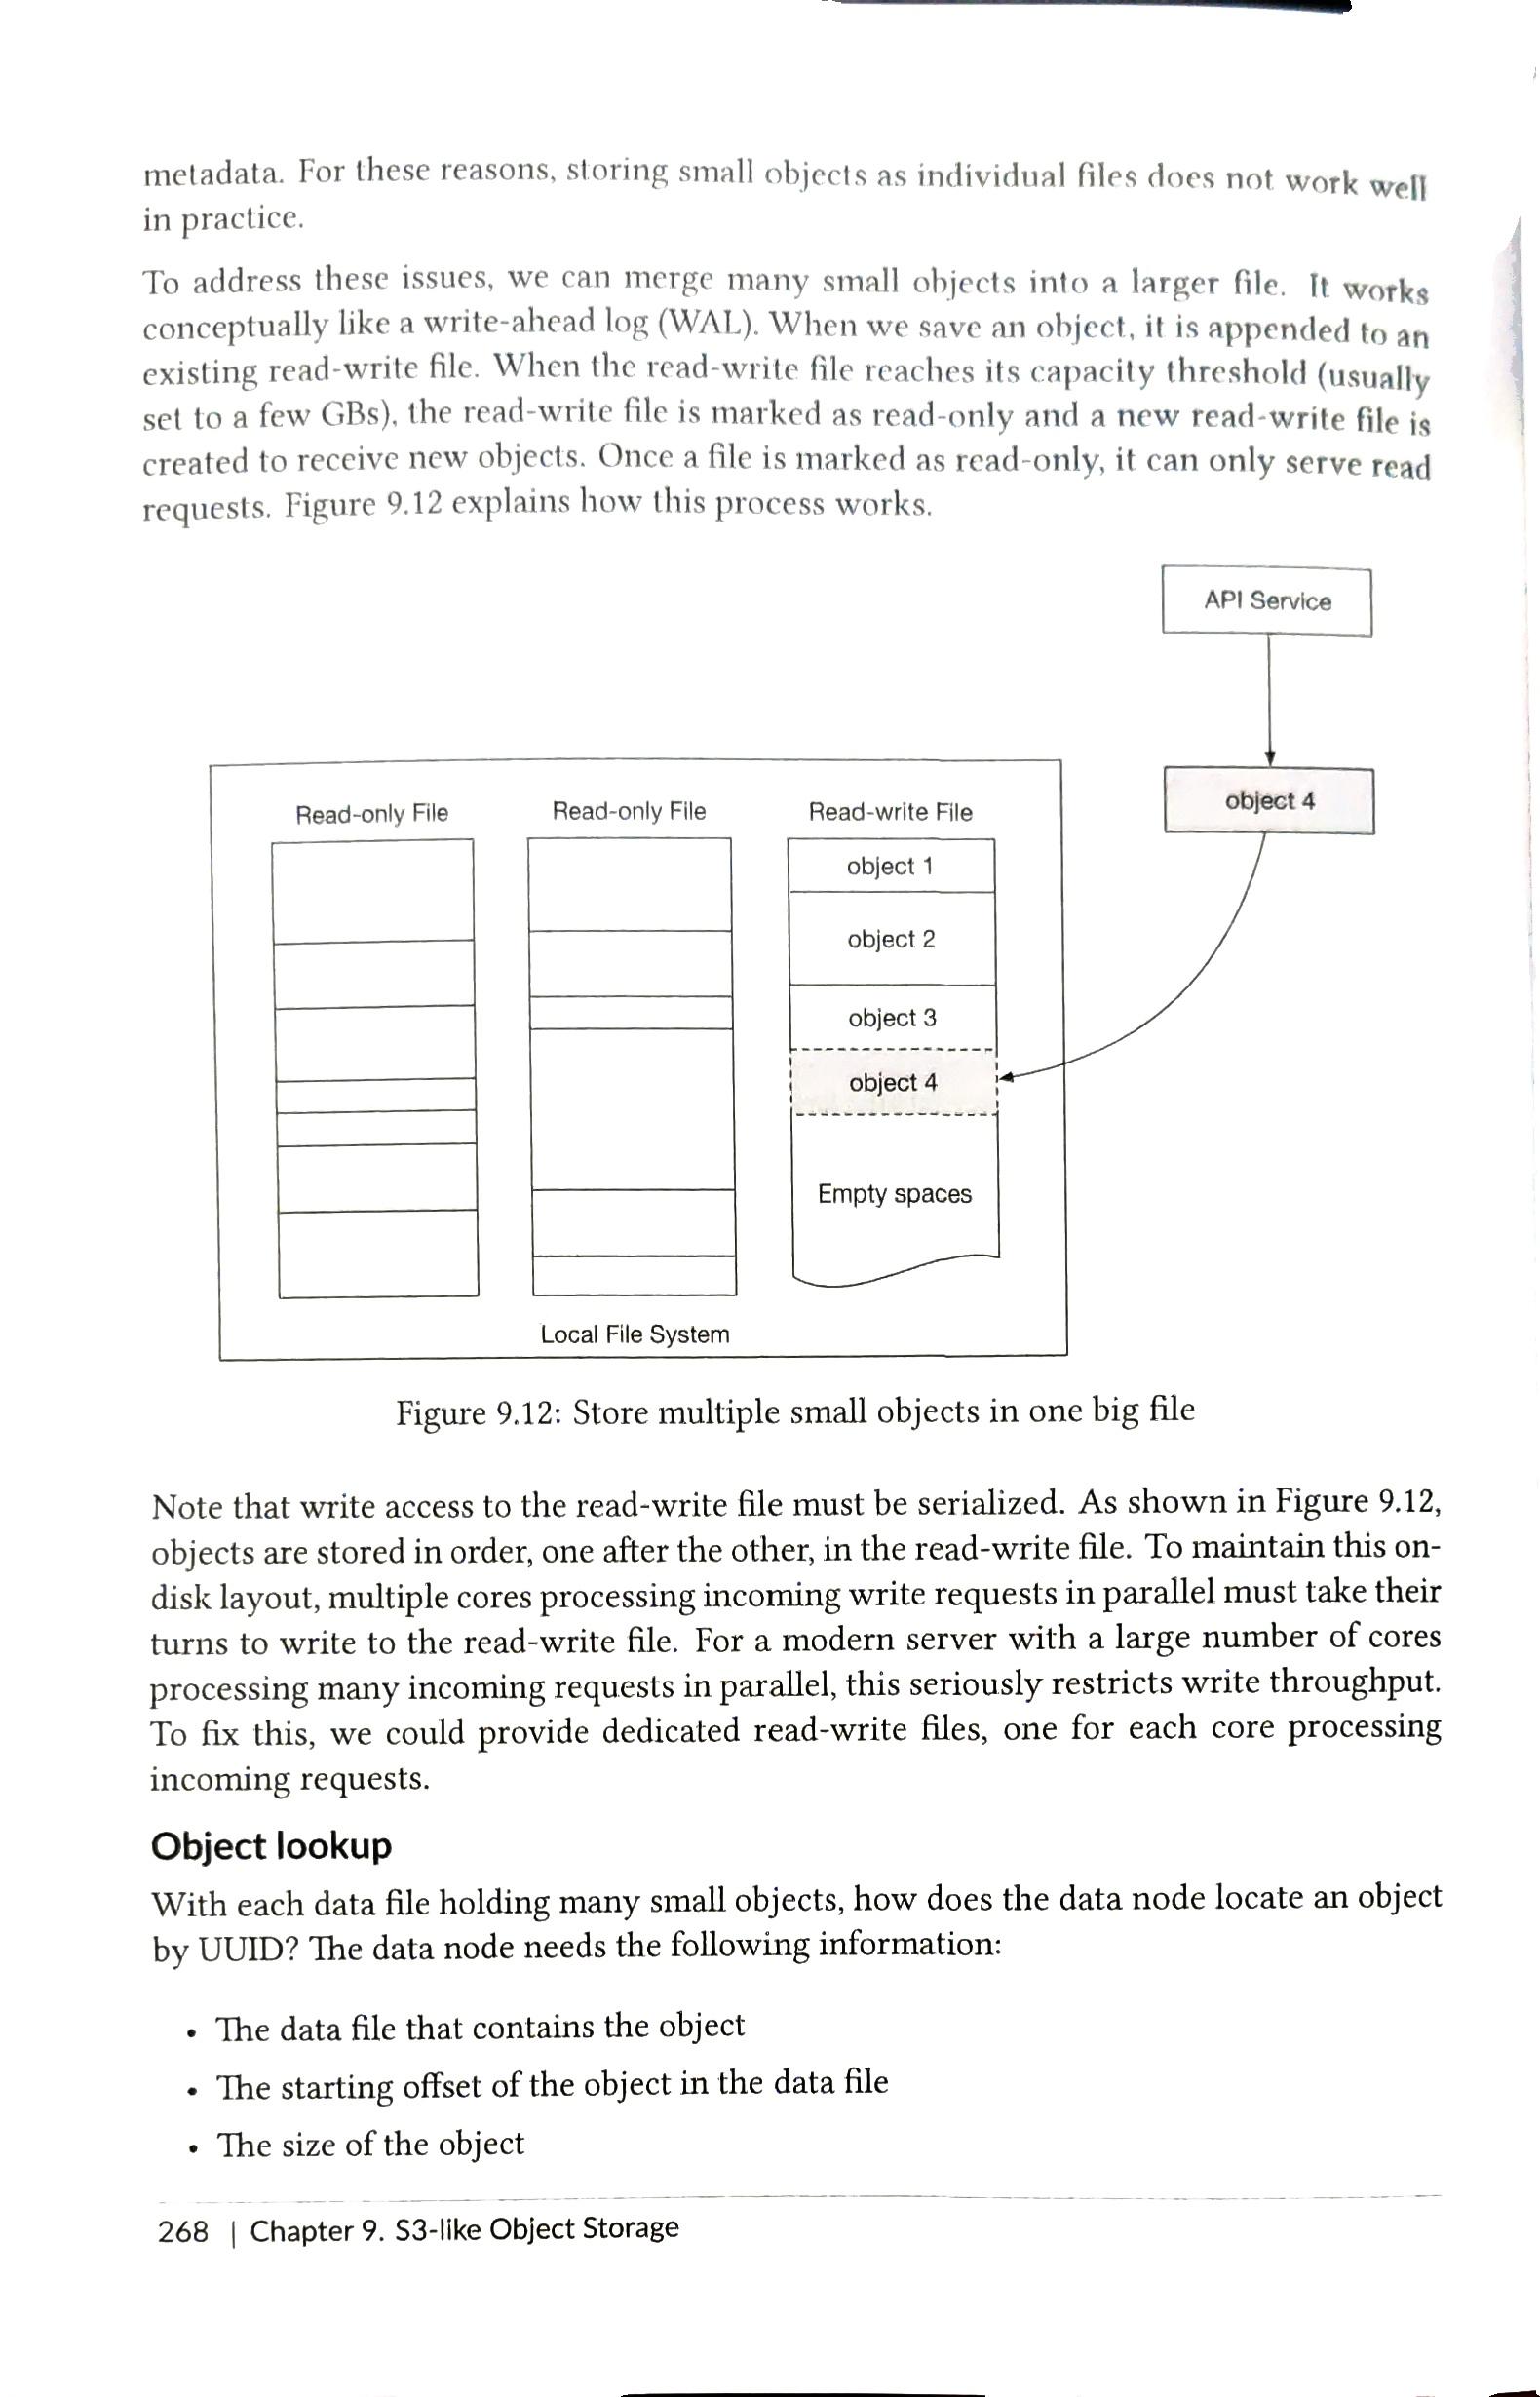 metadata. For these reasons, storing small objects as individual files does not work well
in practice.
To address these issues, we can merge many small objects into a larger file. It works
conceptually like a write-ahead log (WAL). When we save an object, it is appended to an
existing read-write file. When the read-write file reaches its capacity threshold (usually
set to a few GBs), the read-write file is marked as read-only and a new read-write file is
created to receive new objects. Once a file is marked as read-only, it can only serve read
requests. Figure 9.12 explains how this process works.
API Service
object 4
Read-only File
Read-only File
Read-write File
object 1
object 2
object 3
object 4
Empty spaces
Local File System
Figure 9.12: Store multiple small objects in one big file
Note that write access to the read-write file must be serialized. As shown in Figure 9.12,
objects are stored in order, one after the other, in the read-write file. To maintain this on-
disk layout, multiple cores processing incoming write requests in parallel must take their
turns to write to the read-write file. For a modern server with a large number of cores
processing many incoming requests in parallel, this seriously restricts write throughput.
To fix this, we could provide dedicated read-write files, one for each core processing
incoming requests.
Object lookup
With each data file holding many small objects, how does the data node locate an object
by UUID? The data node needs the following information:
• The data file that contains the object
• The starting offset of the object in the data file
• The size of the object
268 | Chapter 9. S3-like Object Storage